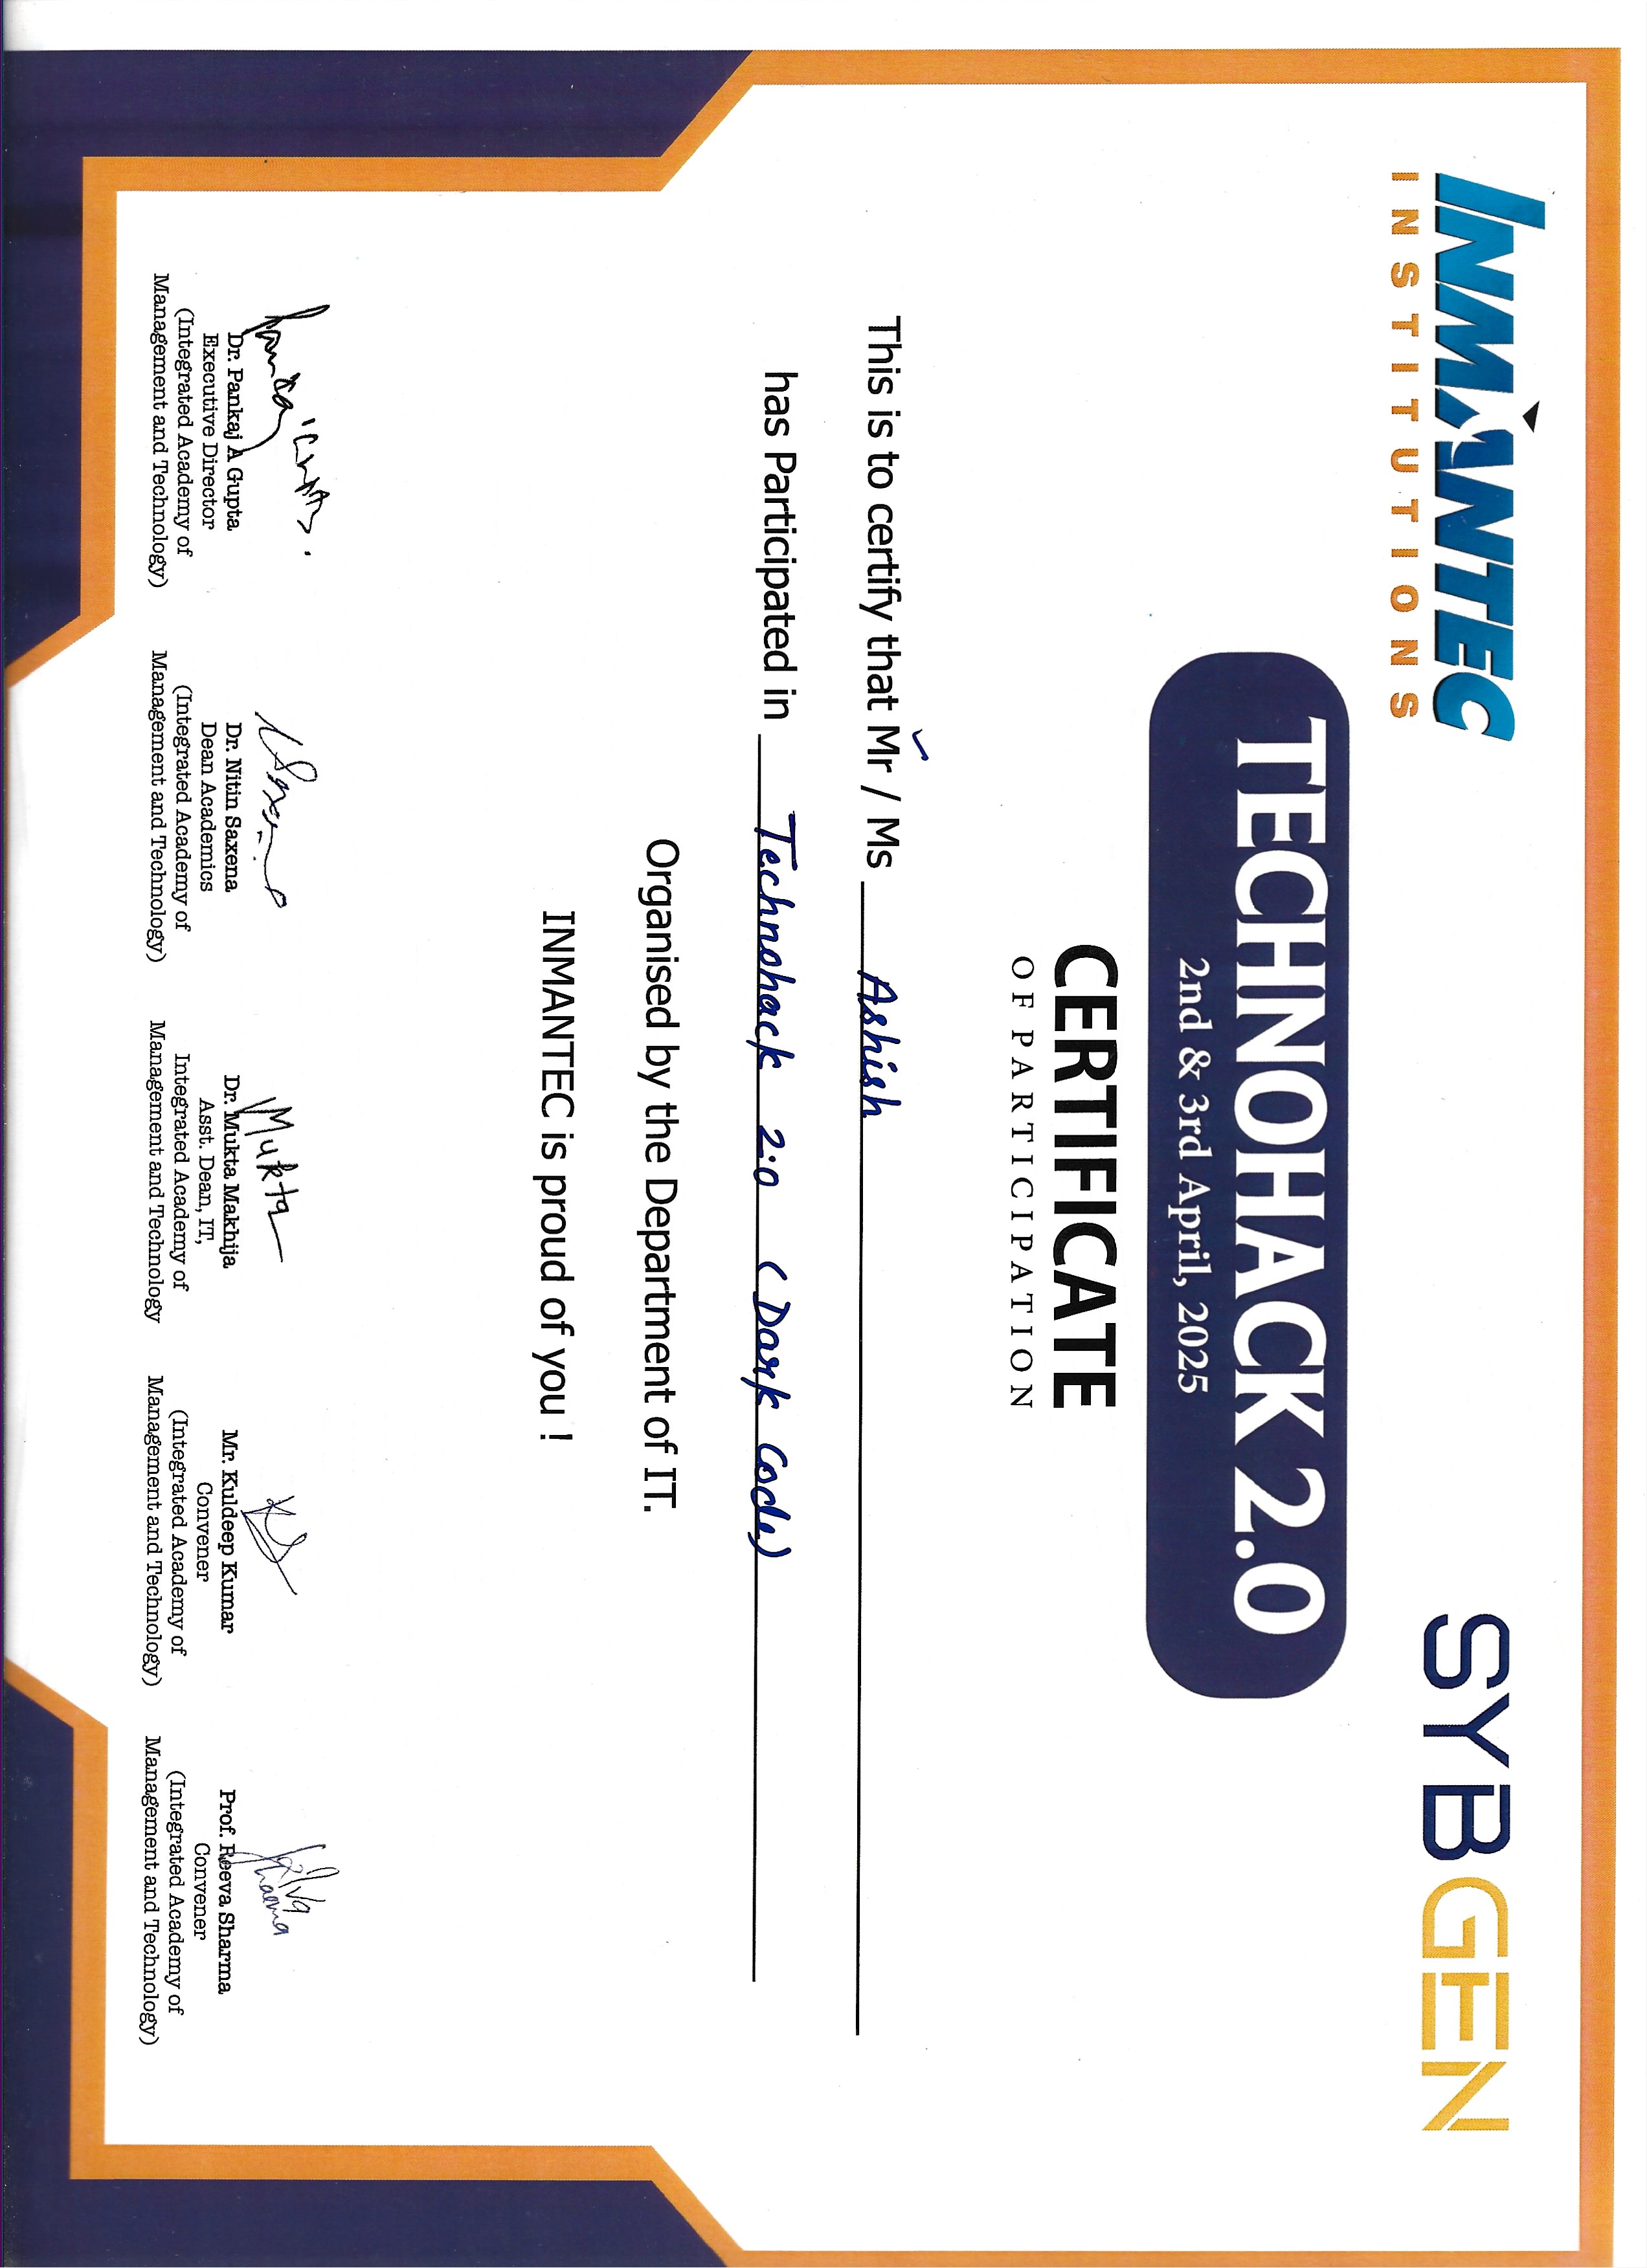 INMANTEC
INSTITUTIONS
SYBGEN
TECHNOHACK 2.0
2nd & 3rd April, 2025
CERTIFICATE
OF PARTICIPATION
This is to certify that Mr / Ms Ashish
has Participated in Technohack 2.0 (Dark Code)
Organised by the Department of IT.
INMANTEC is proud of you !
Mukta
Dr. Pankaj A Gupta
Executive Director
(Integrated Academy of
Management and Technology)
Dr. Nitin Saxena
Dean Academics
(Integrated Academy of
Management and Technology)
Dr. Mukta Makhija
Asst. Dean, IT,
Integrated Academy of
Management and Technology
Mr. Kuldeep Kumar
Convener
(Integrated Academy of
Management and Technology)
Prof. Reeva Sharma
Convener
(Integrated Academy of
Management and Technology)